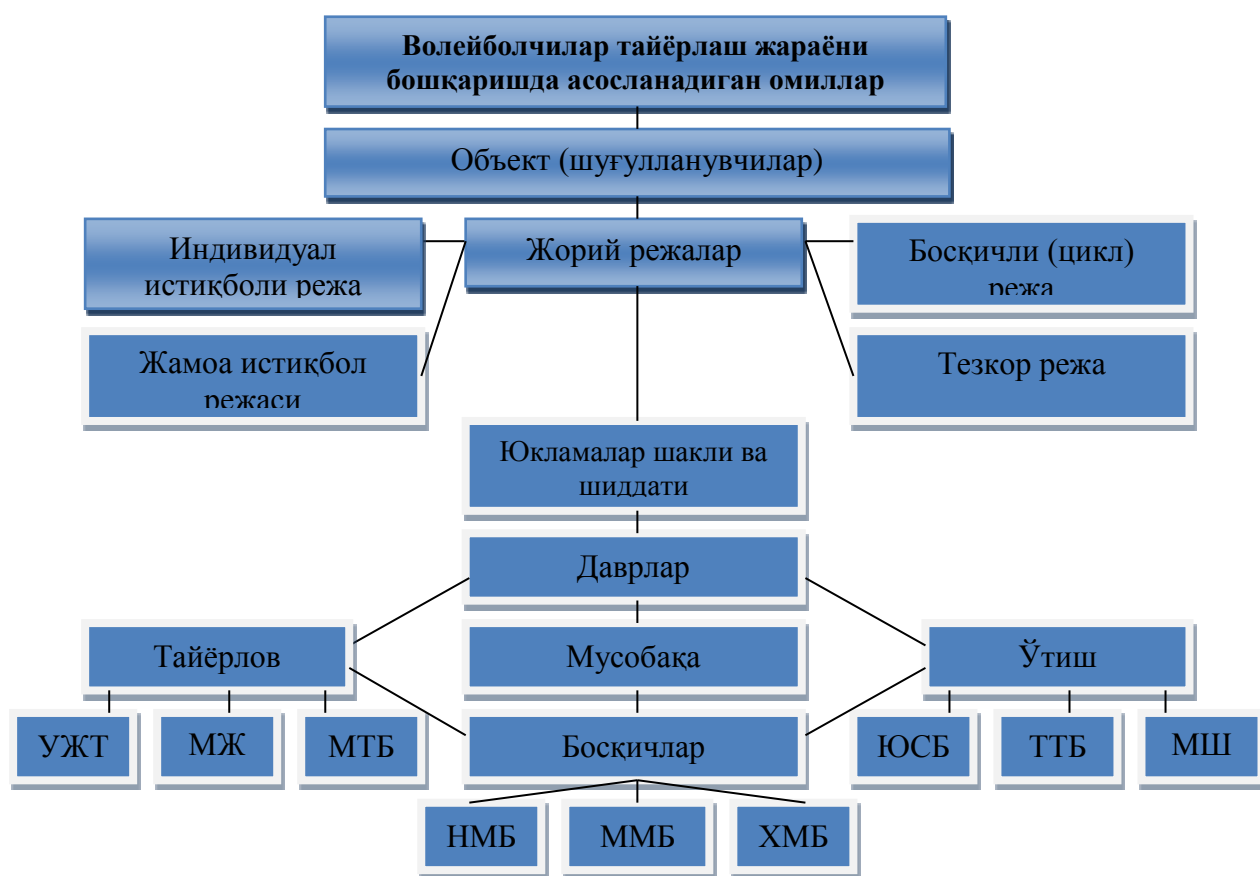 Волейболчилар тайёрлаш жараёни
бошқаришда асосланадиган омиллар
Объект (шуғулланувчилар)
Индивидуал
истиқболи режа
Жорий режалар
Босқичли (цикл)
режа
Жамоа истиқбол
режаси
Тезкор режа
Юкламалар шакли ва
шиддати
Даврлар
Тайёрлов
Мусобақа
Ўтиш
УЖТ
МЖ
МТБ
Босқичлар
ЮСБ
ТТБ
МШ
НМБ
ММБ
ХМБ